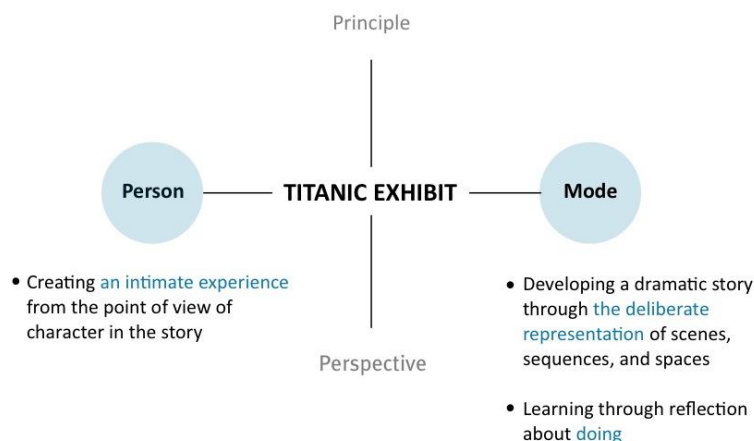 Principle
Person
TITANIC EXHIBIT
Mode
• Creating an intimate experience
from the point of view of
character in the story
Perspective
• Developing a dramatic story
through the deliberate
representation of scenes,
sequences, and spaces
• Learning through reflection
about doing